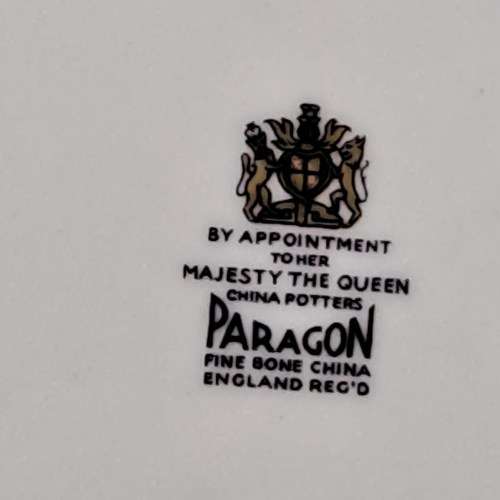 BY APPOINTMENT
TO HER
MAJESTY THE QUEEN
CHINA POTTERS
PARAGON
FINE BONE CHINA
ENGLAND REG'D